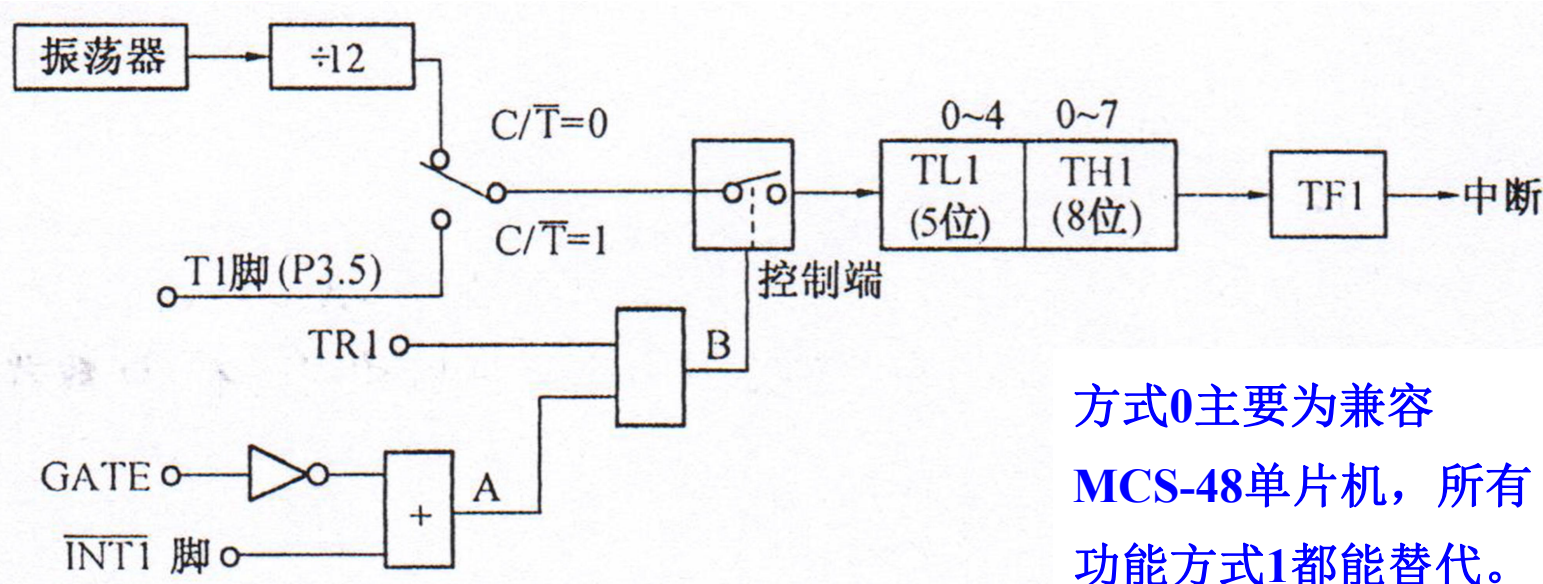 振荡器
÷12
C/T̅=0
0~4 0~7
TL1 TH1
(5位) (8位)
TF1
中断
C/T̅=1
T1脚(P3.5)
控制端
TR1
B
GATE
A
+
I̅N̅T̅1̅ 脚
方式0主要为兼容
MCS-48单片机，所有
功能方式1都能替代。